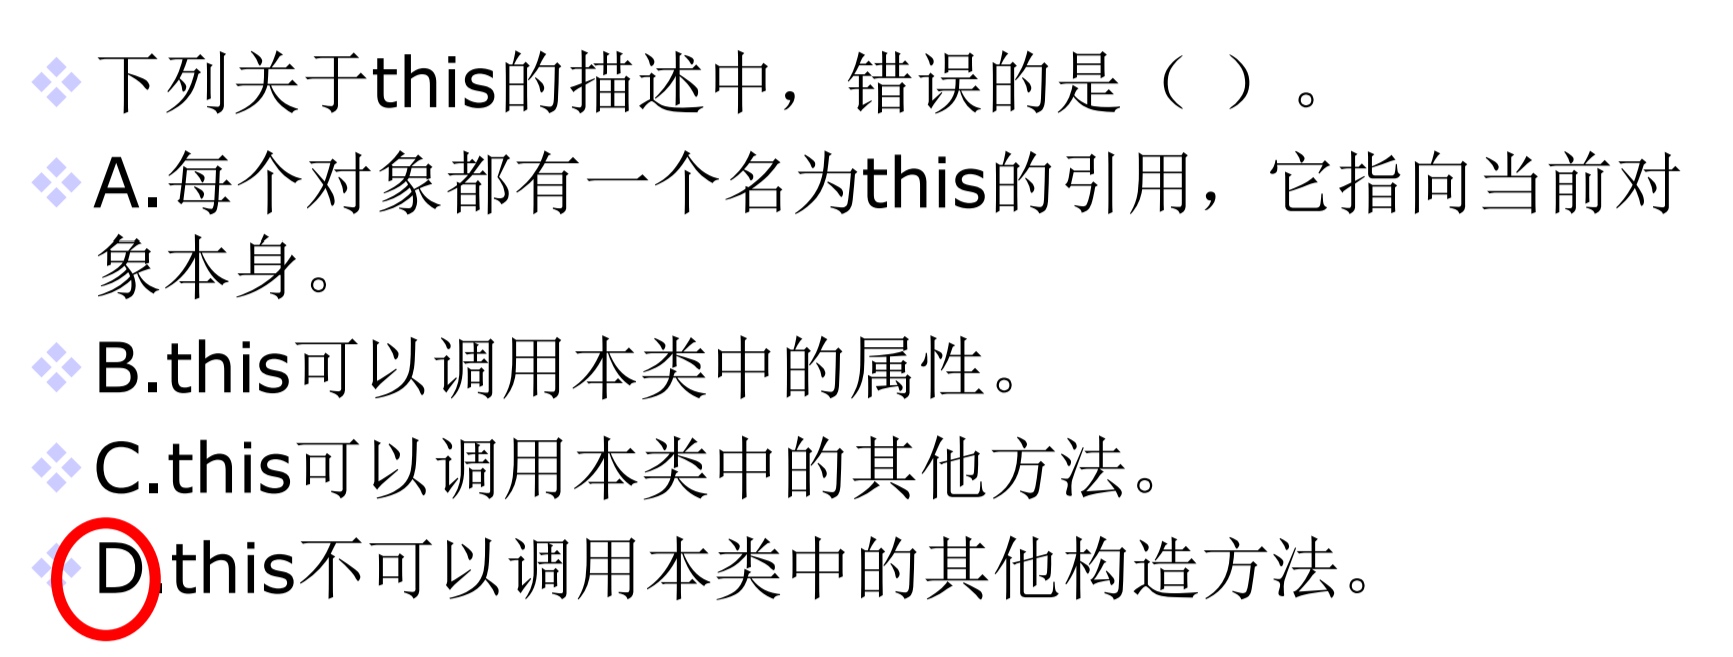 下列关于this的描述中，错误的是（ ）。
A.每个对象都有一个名为this的引用，它指向当前对
象本身。
B.this可以调用本类中的属性。
C.this可以调用本类中的其他方法。
D.this不可以调用本类中的其他构造方法。